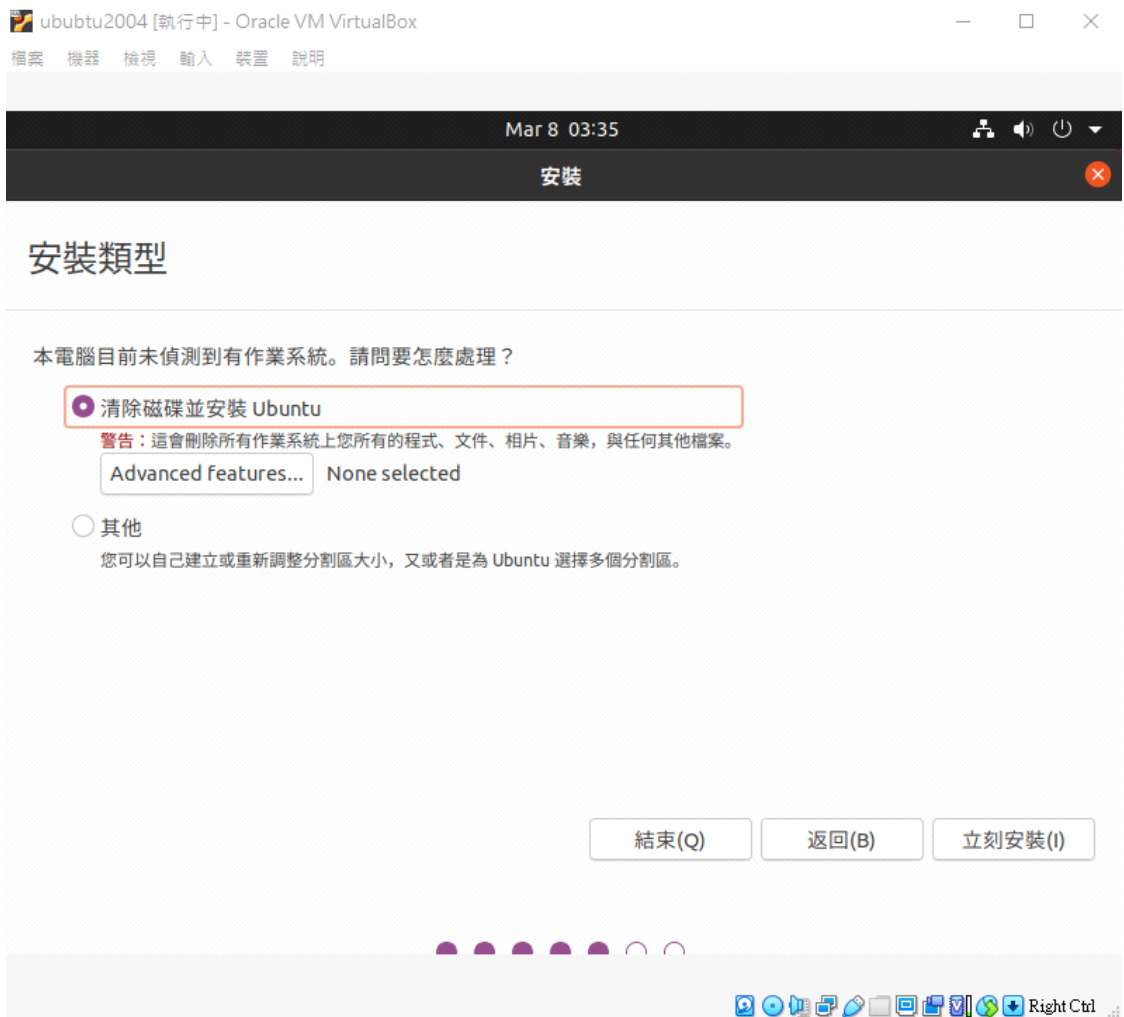 ububtu2004 [執行中] - Oracle VM VirtualBox
檔案 機器 檢視 輸入 裝置 說明
Mar 8 03:35
安裝
安裝類型
本電腦目前未偵測到有作業系統。請問要怎麼處理？
清除磁碟並安裝 Ubuntu
警告：這會刪除所有作業系統上您所有的程式、文件、相片、音樂，與任何其他檔案。
Advanced features... None selected
其他
您可以自己建立或重新調整分割區大小，又或者是為 Ubuntu 選擇多個分割區。
結束(Q) 返回(B) 立刻安裝(I)
Right Ctrl